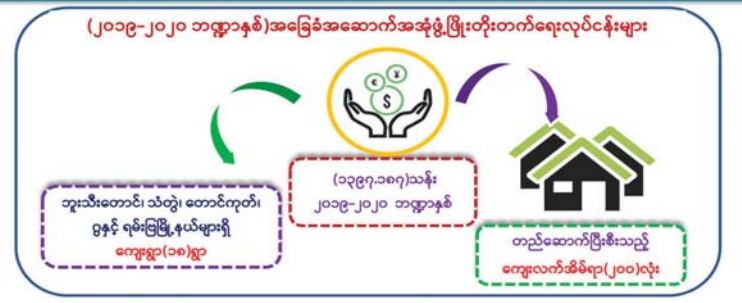 (၂၀၁၉-၂၀၂၀ ဘဏ္ဍာနှစ်)အခြေခံအဆောက်အအုံဖွံ့ဖြိုးတိုးတက်ရေးလုပ်ငန်းများ
€ ¥
$
ဘူးသီးတောင်၊ သံတွဲ၊ တောင်ကုတ်၊
ဂွနှင့် ရမ်းဗြဲမြို့နယ်များရှိ
ကျေးရွာ(၁၈)ရွာ
(၁၃၉၇.၁၈၇)သန်း
၂၀၁၉-၂၀၂၀ ဘဏ္ဍာနှစ်
တည်ဆောက်ပြီးစီးသည့်
ကျေးလက်အိမ်ရာ(၂၀၀)လုံး